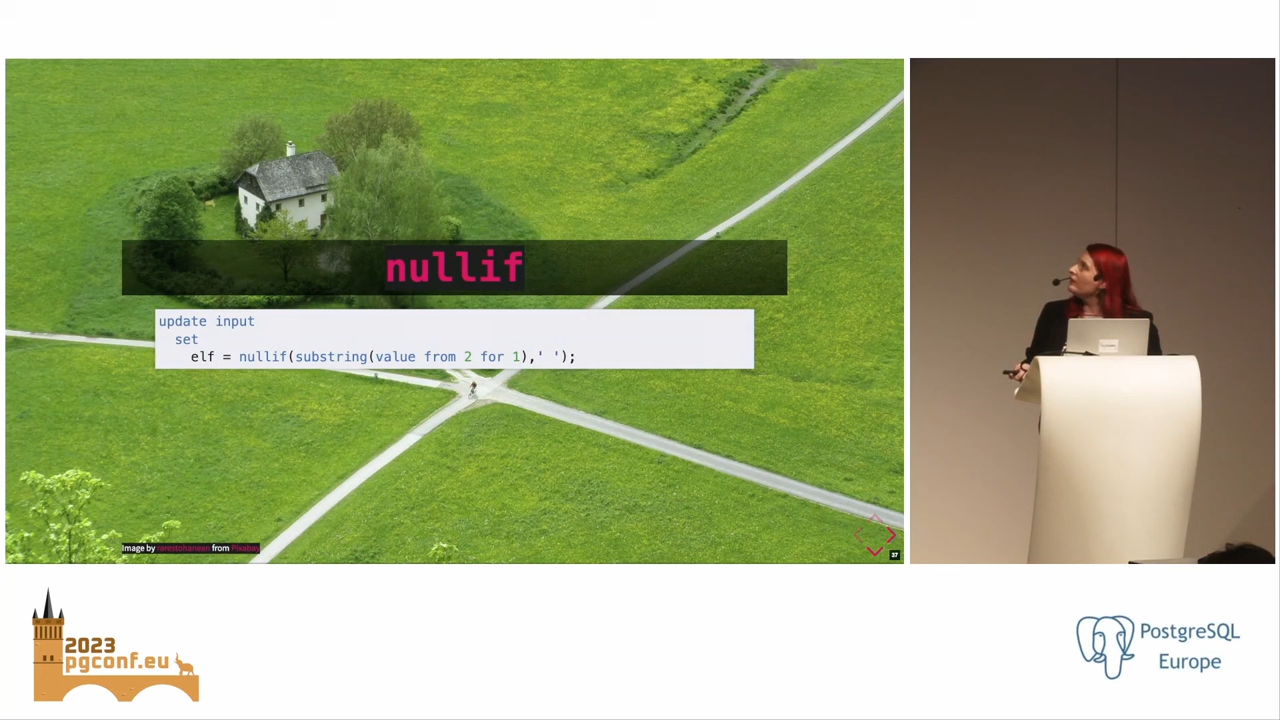 nullif
update input
set
elf = nullif(substring(value from 2 for 1),' ');
Image by from Pixabay
37
2023
pgconf.eu
PostgreSQL
Europe